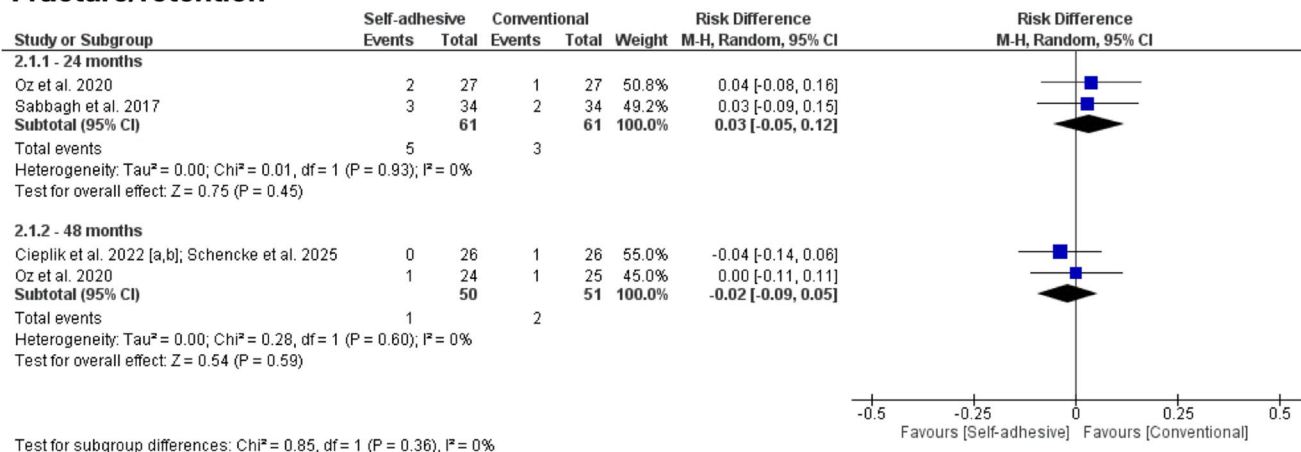 Fracture/retention
Self-adhesive Conventional Risk Difference Risk Difference
Study or Subgroup Events Total Events Total Weight M-H, Random, 95% CI M-H, Random, 95% CI
2.1.1 - 24 months
Oz et al. 2020 2 27 1 27 50.8% 0.04 [-0.08, 0.16]
Sabbagh et al. 2017 3 34 2 34 49.2% 0.03 [-0.09, 0.15]
Subtotal (95% CI) 61 61 100.0% 0.03 [-0.05, 0.12]
Total events 5 3
Heterogeneity: Tau² = 0.00; Chi² = 0.01, df = 1 (P = 0.93); I² = 0%
Test for overall effect: Z = 0.75 (P = 0.45)
2.1.2 - 48 months
Cieplik et al. 2022 [a,b]; Schencke et al. 2025 0 26 1 26 55.0% -0.04 [-0.14, 0.06]
Oz et al. 2020 1 24 1 25 45.0% 0.00 [-0.11, 0.11]
Subtotal (95% CI) 50 51 100.0% -0.02 [-0.09, 0.05]
Total events 1 2
Heterogeneity: Tau² = 0.00; Chi² = 0.28, df = 1 (P = 0.60); I² = 0%
Test for overall effect: Z = 0.54 (P = 0.59)
-0.5 -0.25 0 0.25 0.5
Favours [Self-adhesive] Favours [Conventional]
Test for subgroup differences: Chi² = 0.85, df = 1 (P = 0.36), I² = 0%